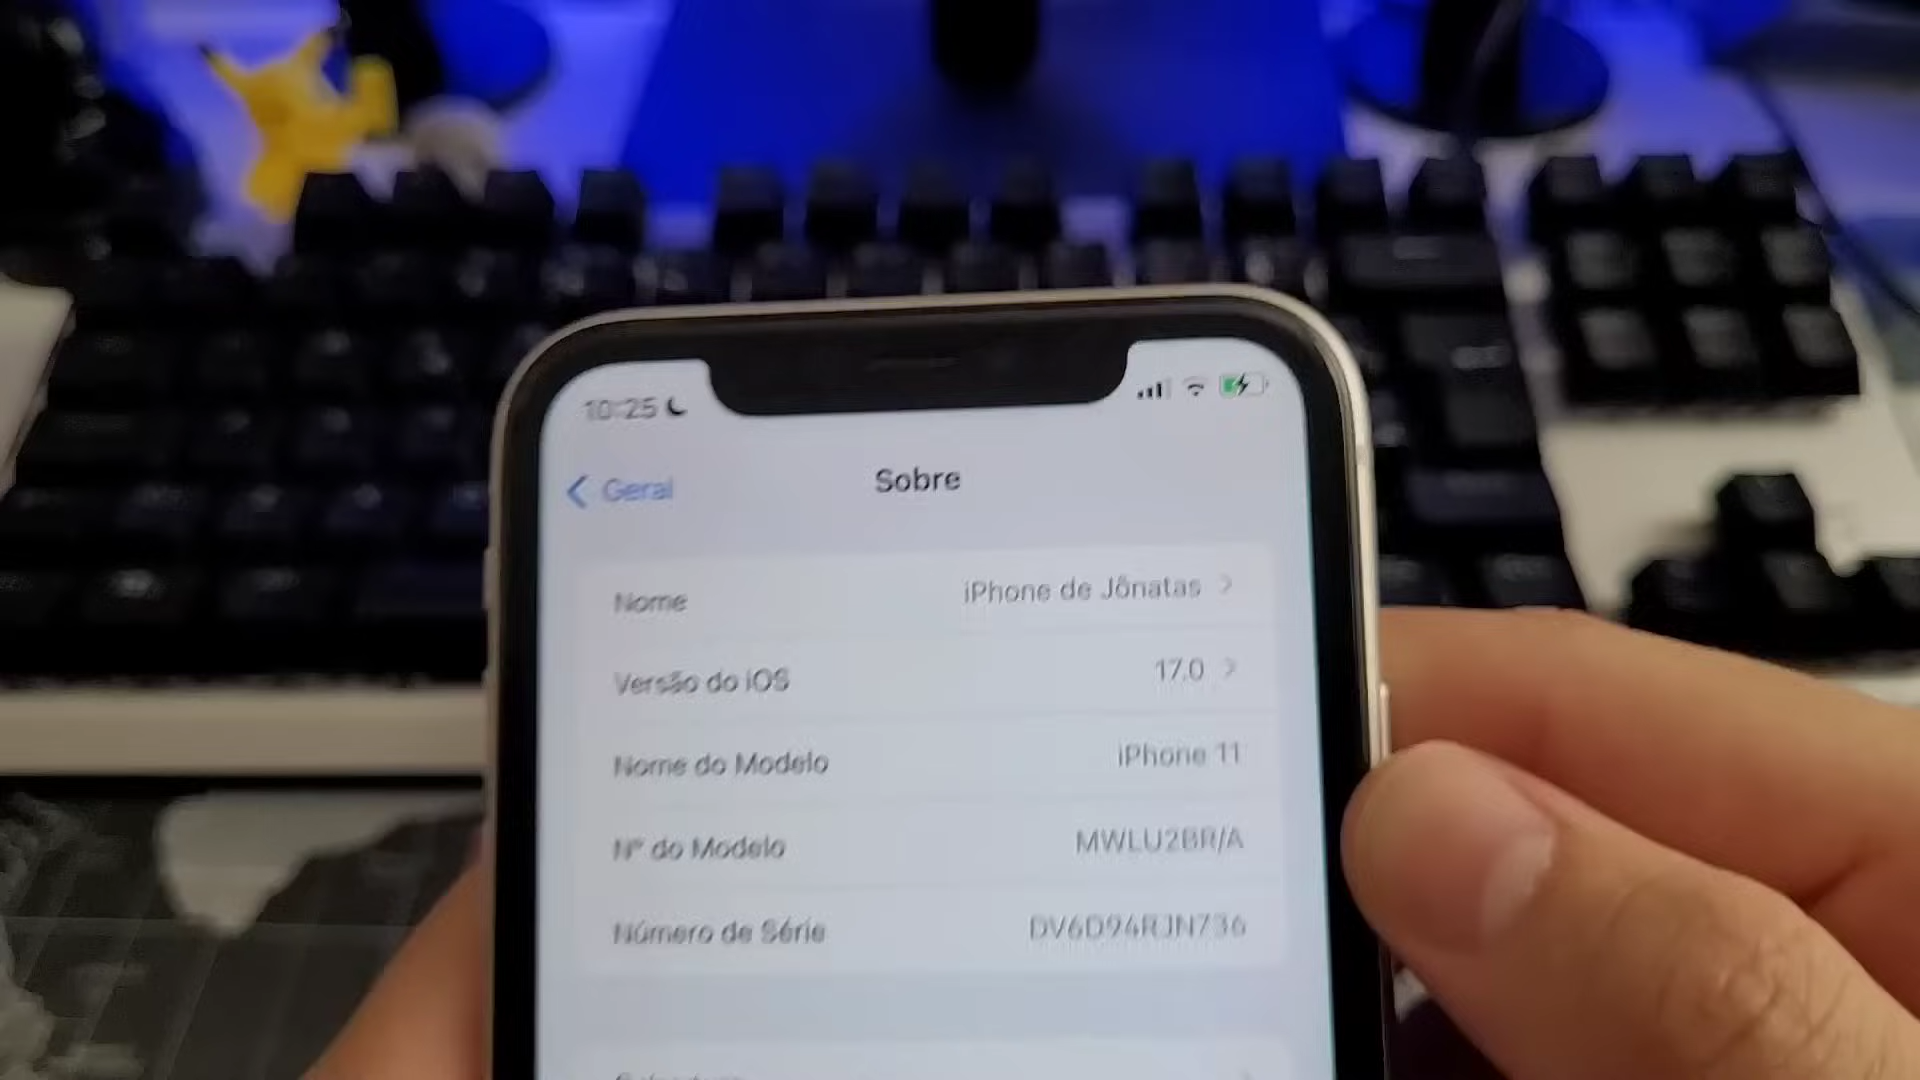 10:25
Geral
Sobre
Nome iPhone de Jônatas
Versão do iOS 17.0
Nome do Modelo iPhone 11
Nº do Modelo MWLU2BR/A
Número de Série DV6D94RJN736